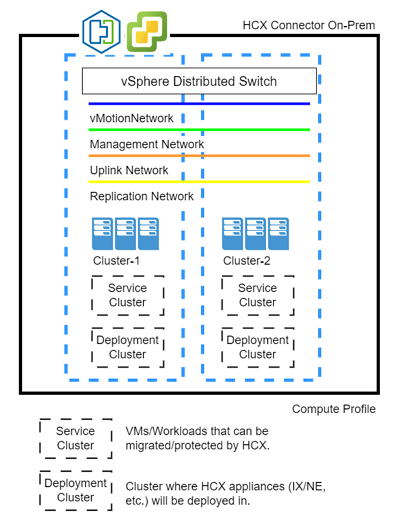 HCX Connector On-Prem
vSphere Distributed Switch
vMotionNetwork
Management Network
Uplink Network
Replication Network
Cluster-1
Cluster-2
Service
Cluster
Service
Cluster
Deployment
Cluster
Deployment
Cluster
Compute Profile
Service
Cluster
VMs/Workloads that can be
migrated/protected by HCX.
Deployment
Cluster
Cluster where HCX appliances (IX/NE,
etc.) will be deployed in.